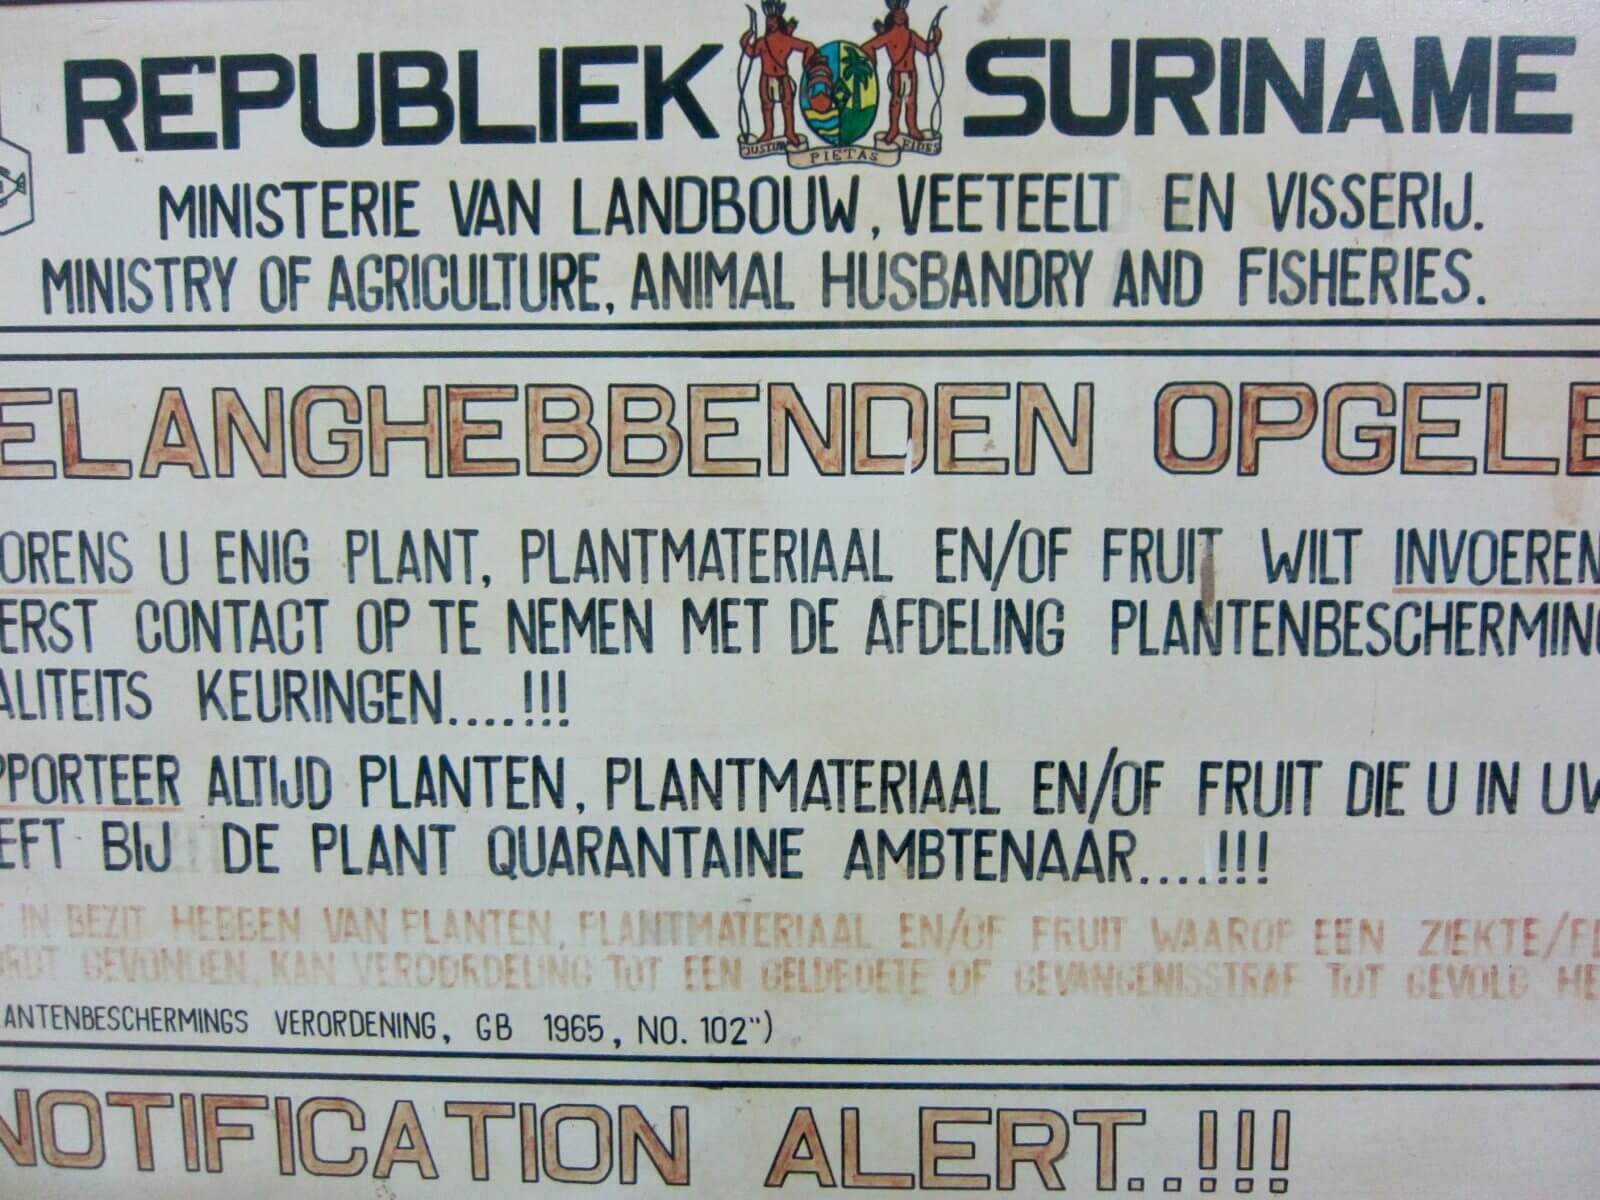 REPUBLIEK SURINAME
JUSTITIA PIETAS FIDES
MINISTERIE VAN LANDBOUW, VEETEELT EN VISSERIJ.
MINISTRY OF AGRICULTURE, ANIMAL HUSBANDRY AND FISHERIES.
ELANGHEBBENDEN OPGELE
ORENS U ENIG PLANT, PLANTMATERIAAL EN/OF FRUIT WILT INVOEREN
ERST CONTACT OP TE NEMEN MET DE AFDELING PLANTENBESCHERMING
ALITEITS KEURINGEN....!!!
PPORTEER ALTIJD PLANTEN, PLANTMATERIAAL EN/OF FRUIT DIE U IN UW
EFT BIJ DE PLANT QUARANTAINE AMBTENAAR....!!!
T IN BEZIT HEBBEN VAN PLANTEN, PLANTMATERIAAL EN/OF FRUIT WAAROP EEN ZIEKTE/PL
ORDT GEVONDEN, KAN VEROORDELING TOT EEN GELDBOETE OF GEVANGENISSTRAF TOT GEVOLG HE
LANTENBESCHERMINGS VERORDENING, GB 1965, NO. 102")
NOTIFICATION ALERT..!!!